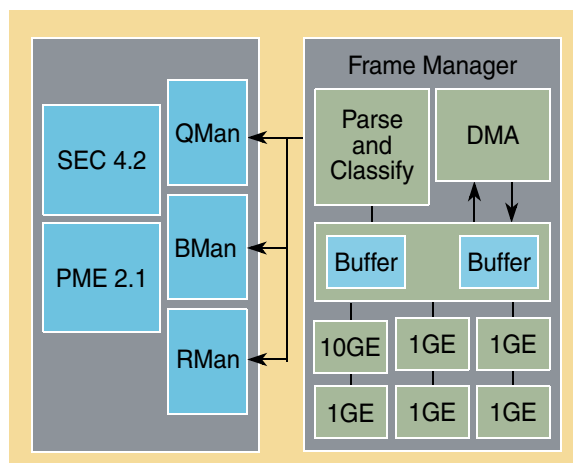 SEC 4.2
PME 2.1
QMan
BMan
RMan
Frame Manager
Parse
and
Classify
DMA
Buffer
Buffer
10GE
1GE
1GE
1GE
1GE
1GE